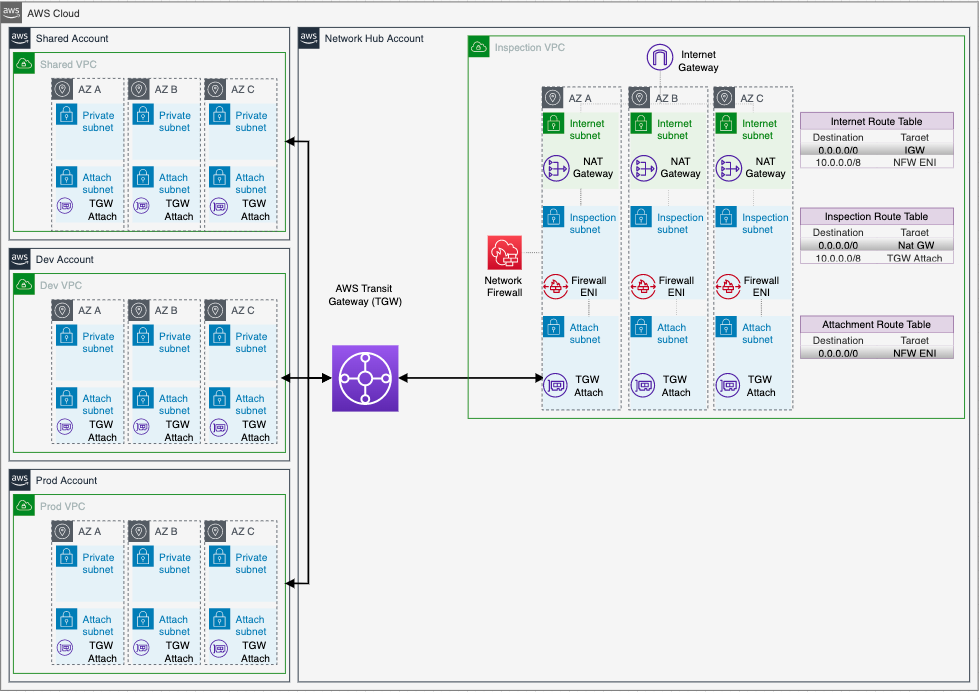 aws AWS Cloud
aws Shared Account
Shared VPC
AZ A
AZ B
AZ C
Private
subnet
Private
subnet
Private
subnet
Attach
subnet
Attach
subnet
Attach
subnet
TGW
Attach
TGW
Attach
TGW
Attach
aws Dev Account
Dev VPC
AZ A
AZ B
AZ C
Private
subnet
Private
subnet
Private
subnet
Attach
subnet
Attach
subnet
Attach
subnet
TGW
Attach
TGW
Attach
TGW
Attach
aws Prod Account
Prod VPC
AZ A
AZ B
AZ C
Private
subnet
Private
subnet
Private
subnet
Attach
subnet
Attach
subnet
Attach
subnet
TGW
Attach
TGW
Attach
TGW
Attach
aws Network Hub Account
AWS Transit
Gateway (TGW)
Inspection VPC
Internet
Gateway
AZ A
AZ B
AZ C
Internet
subnet
Internet
subnet
Internet
subnet
NAT
Gateway
NAT
Gateway
NAT
Gateway
Inspection
subnet
Inspection
subnet
Inspection
subnet
Network
Firewall
Firewall
ENI
Firewall
ENI
Firewall
ENI
Attach
subnet
Attach
subnet
Attach
subnet
TGW
Attach
TGW
Attach
TGW
Attach
Internet Route Table
Destination Target
0.0.0.0/0 IGW
10.0.0.0/8 NFW ENI
Inspection Route Table
Destination Target
0.0.0.0/0 Nat GW
10.0.0.0/8 TGW Attach
Attachment Route Table
Destination Target
0.0.0.0/0 NFW ENI